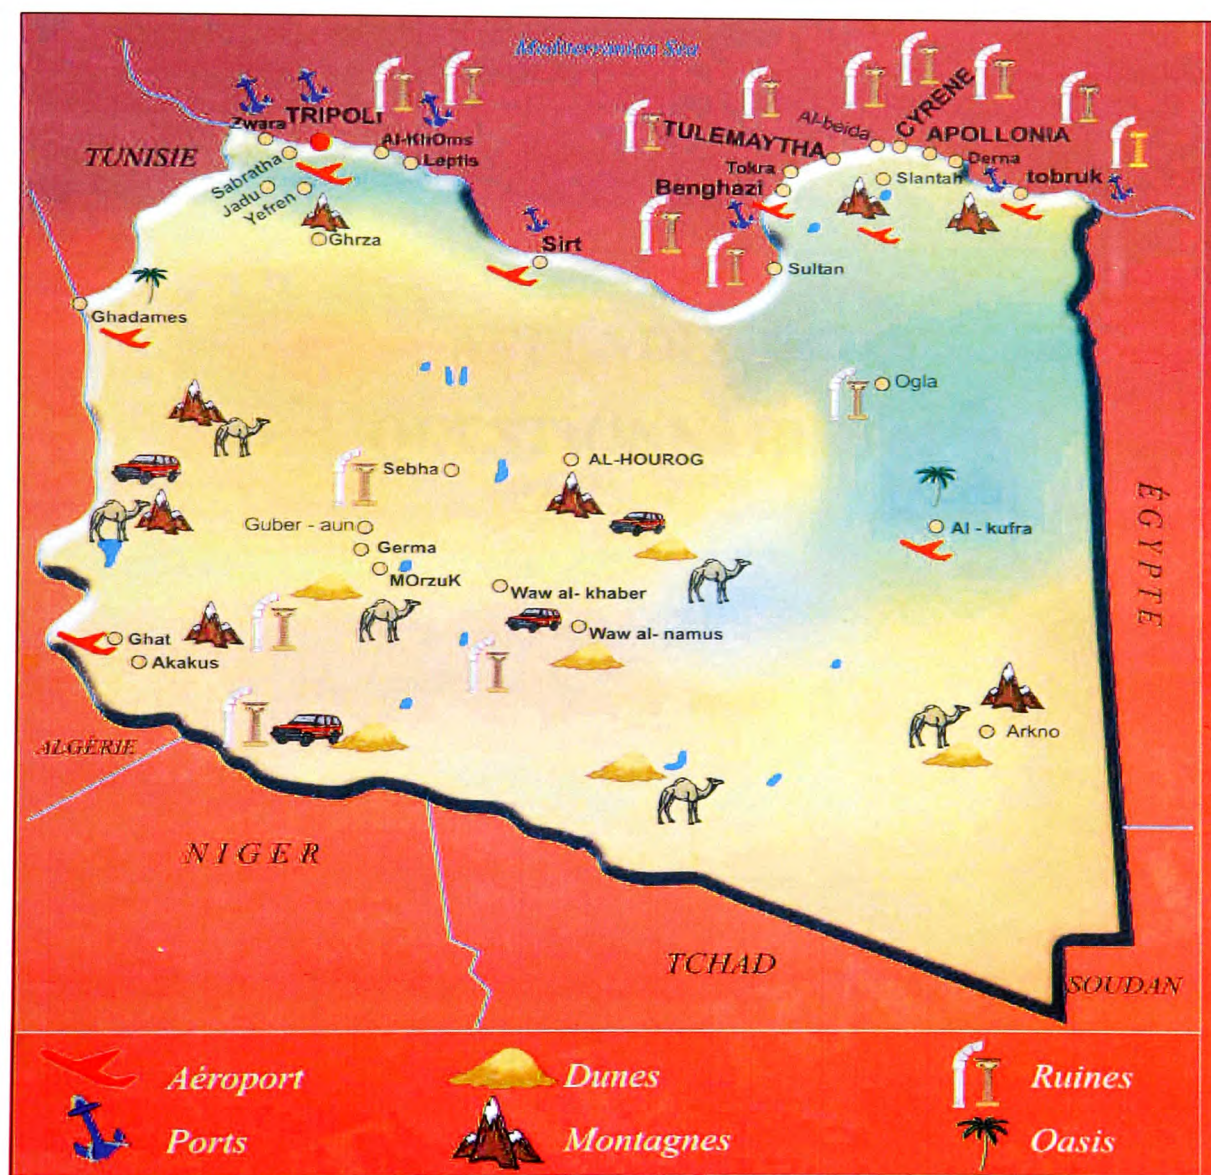 Mediterranian Sea
Zwara
TRIPOLI
Al-KhOms
Leptis
TUNISIE
Sabratha
Jadu
Yefren
Ghrza
Sirt
TULEMAYTHA
Al-beida
CYRENE
APOLLONIA
Tokra
Derna
Benghazi
Slantah
tobruk
Sultan
Ghadames
Ogla
Sebha
AL-HOUROG
ÉGYPTE
Guber - aun
Al - kufra
Germa
MOrzuK
Waw al- khaber
Ghat
Waw al- namus
Akakus
Arkno
ALGÉRIE
NIGER
TCHAD
SOUDAN
Aéroport
Dunes
Ruines
Ports
Montagnes
Oasis